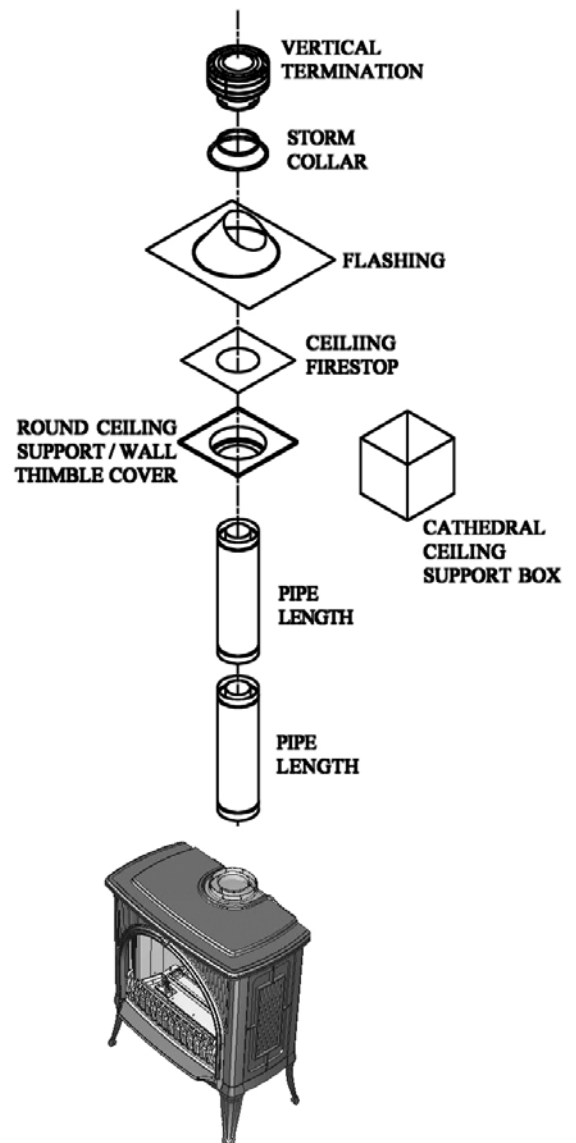 VERTICAL
TERMINATION
STORM
COLLAR
FLASHING
CEILIING
FIRESTOP
ROUND CEILING
SUPPORT / WALL
THIMBLE COVER
CATHEDRAL
CEILING
SUPPORT BOX
PIPE
LENGTH
PIPE
LENGTH